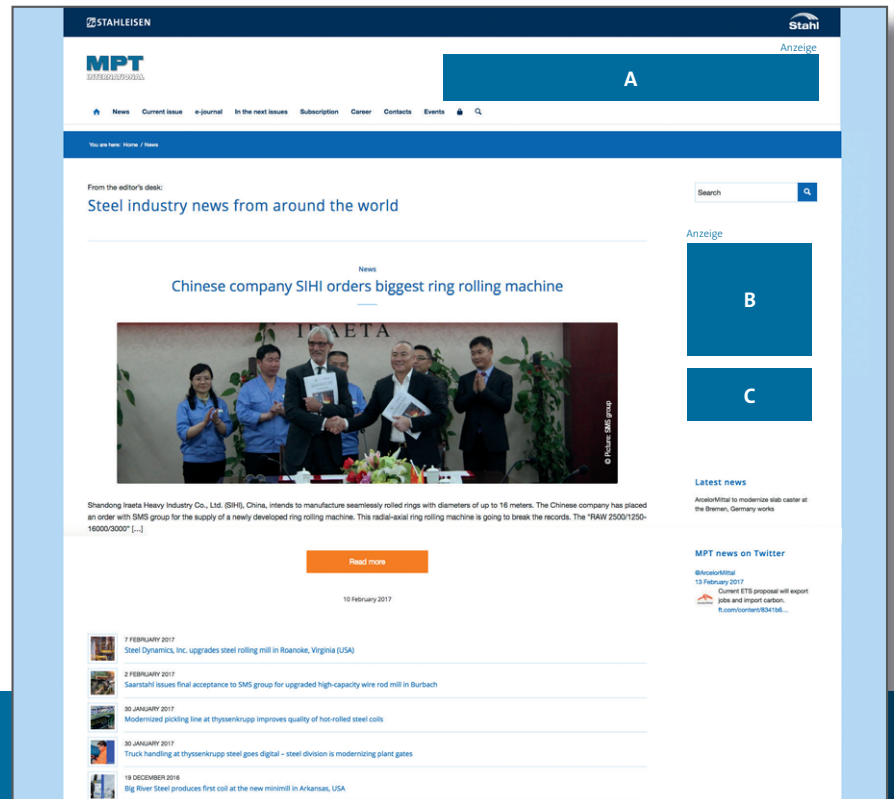 STAHLEISEN
Stahl
Anzeige
MPT
INTERNATIONAL
A
News Current issue e-journal In the next issues Subscription Career Contacts Events
You are here: Home / News
From the editor's desk:
Steel industry news from around the world
Search
Anzeige
B
C
News
Chinese company SIHI orders biggest ring rolling machine
IRAETA
© Picture: SMS group
Shandong Iraeta Heavy Industry Co., Ltd. (SIHI), China, intends to manufacture seamlessly rolled rings with diameters of up to 16 meters. The Chinese company has placed
an order with SMS group for the supply of a newly developed ring rolling machine. This radial-axial ring rolling machine is going to break the records. The "RAW 2500/1250-
16000/3000" [...]
Read more
10 February 2017
Latest news
ArcelorMittal to modernize slab caster at
the Bremen, Germany works
MPT news on Twitter
@ArcelorMittal
13 February 2017
Current ETS proposal will export
jobs and import carbon.
ft.com/content/8341b6...
7 FEBRUARY 2017
Steel Dynamics, Inc. upgrades steel rolling mill in Roanoke, Virginia (USA)
2 FEBRUARY 2017
Saarstahl issues final acceptance to SMS group for upgraded high-capacity wire rod mill in Burbach
30 JANUARY 2017
Modernized pickling line at thyssenkrupp improves quality of hot-rolled steel coils
30 JANUARY 2017
Truck handling at thyssenkrupp steel goes digital – steel division is modernizing plant gates
19 DECEMBER 2016
Big River Steel produces first coil at the new minimill in Arkansas, USA